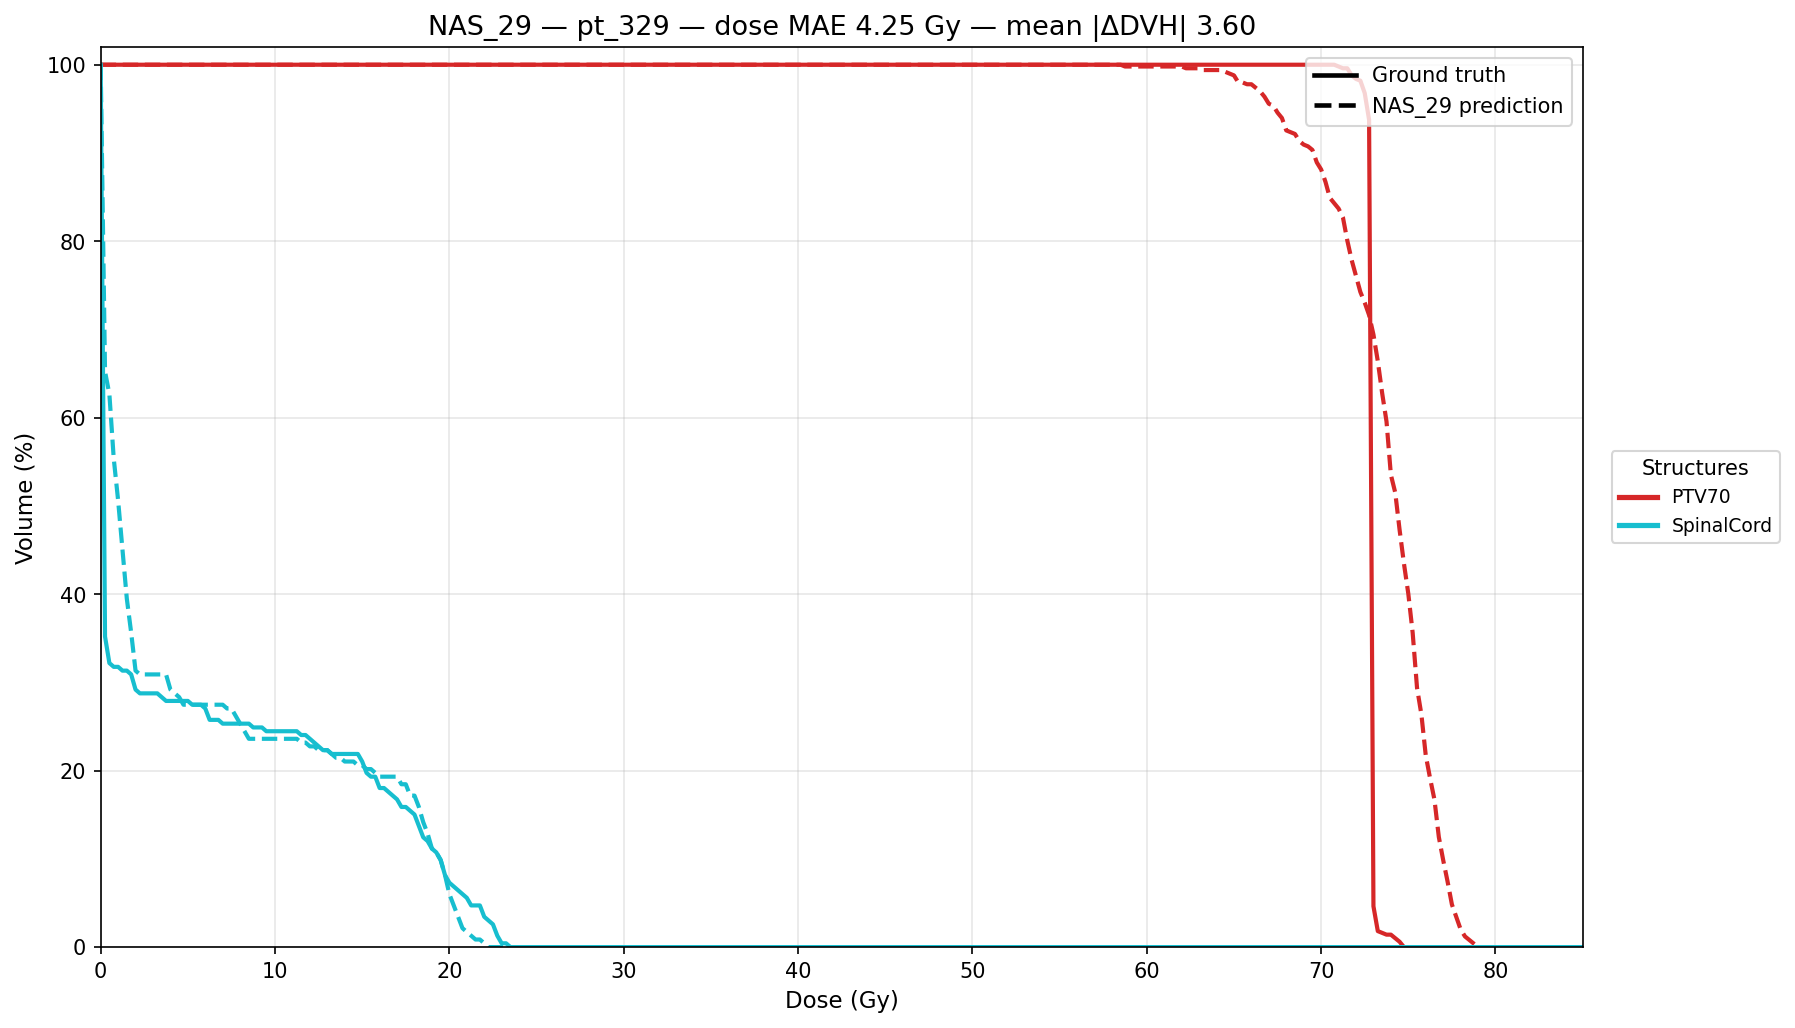 NAS_29 — pt_329 — dose MAE 4.25 Gy — mean |ΔDVH| 3.60
Ground truth
NAS_29 prediction
Volume (%)
100
80
60
40
20
0
0 10 20 30 40 50 60 70 80
Dose (Gy)
Structures
PTV70
SpinalCord